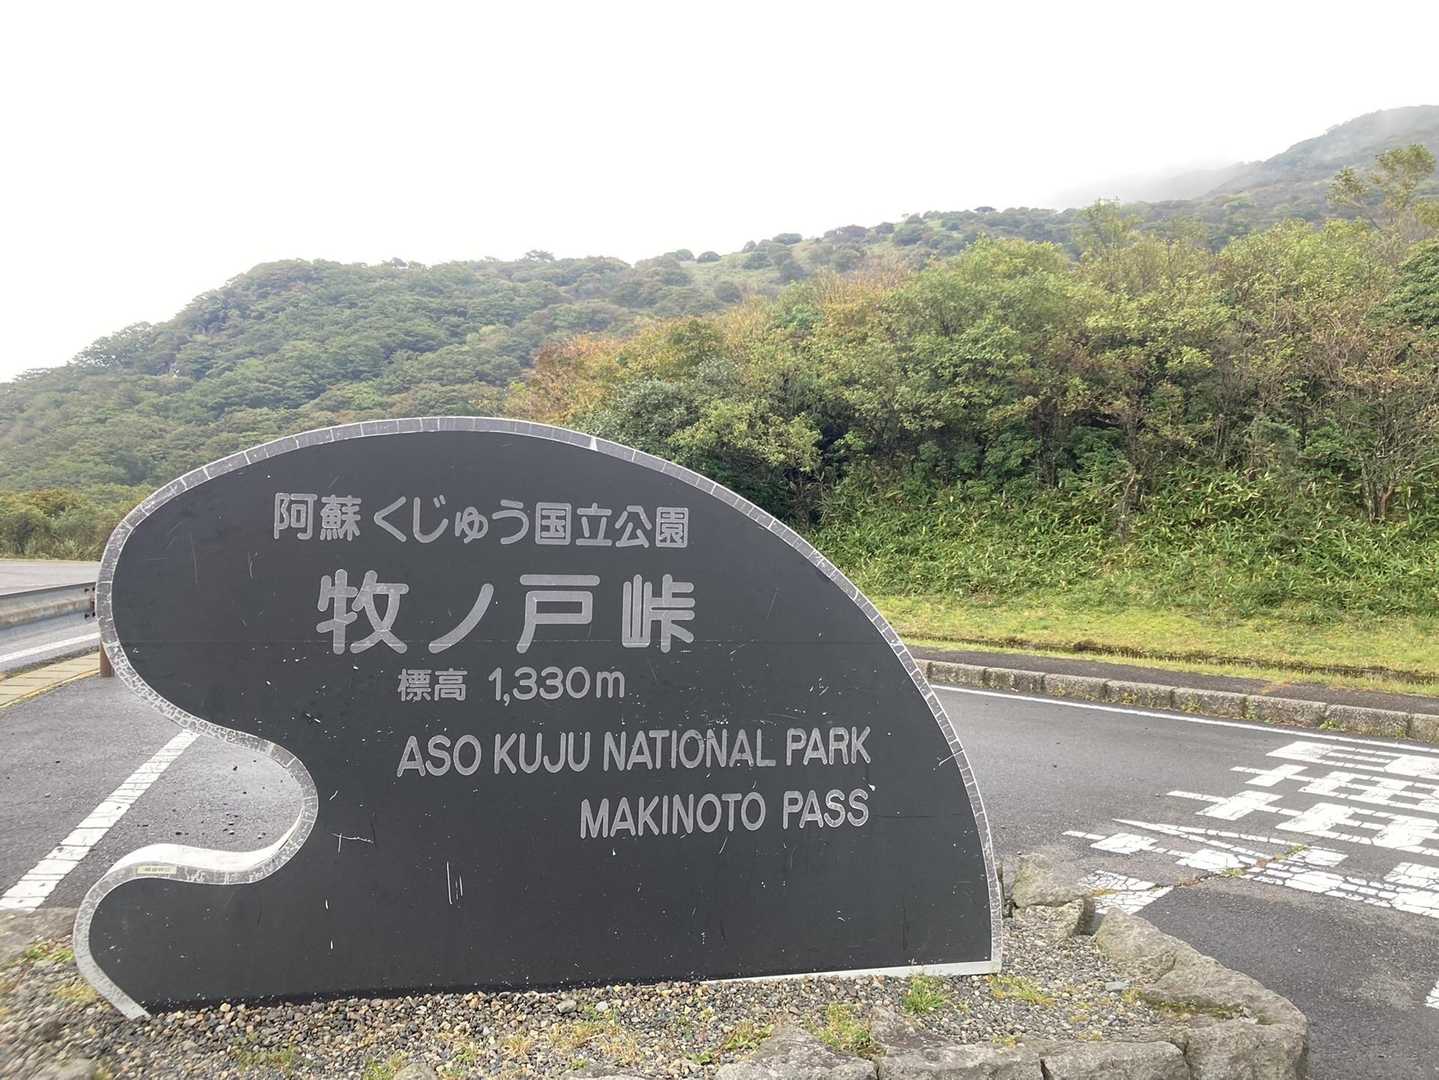 阿蘇くじゅう国立公園
牧ノ戸峠
標高 1,330m
ASO KUJU NATIONAL PARK
MAKINOTO PASS